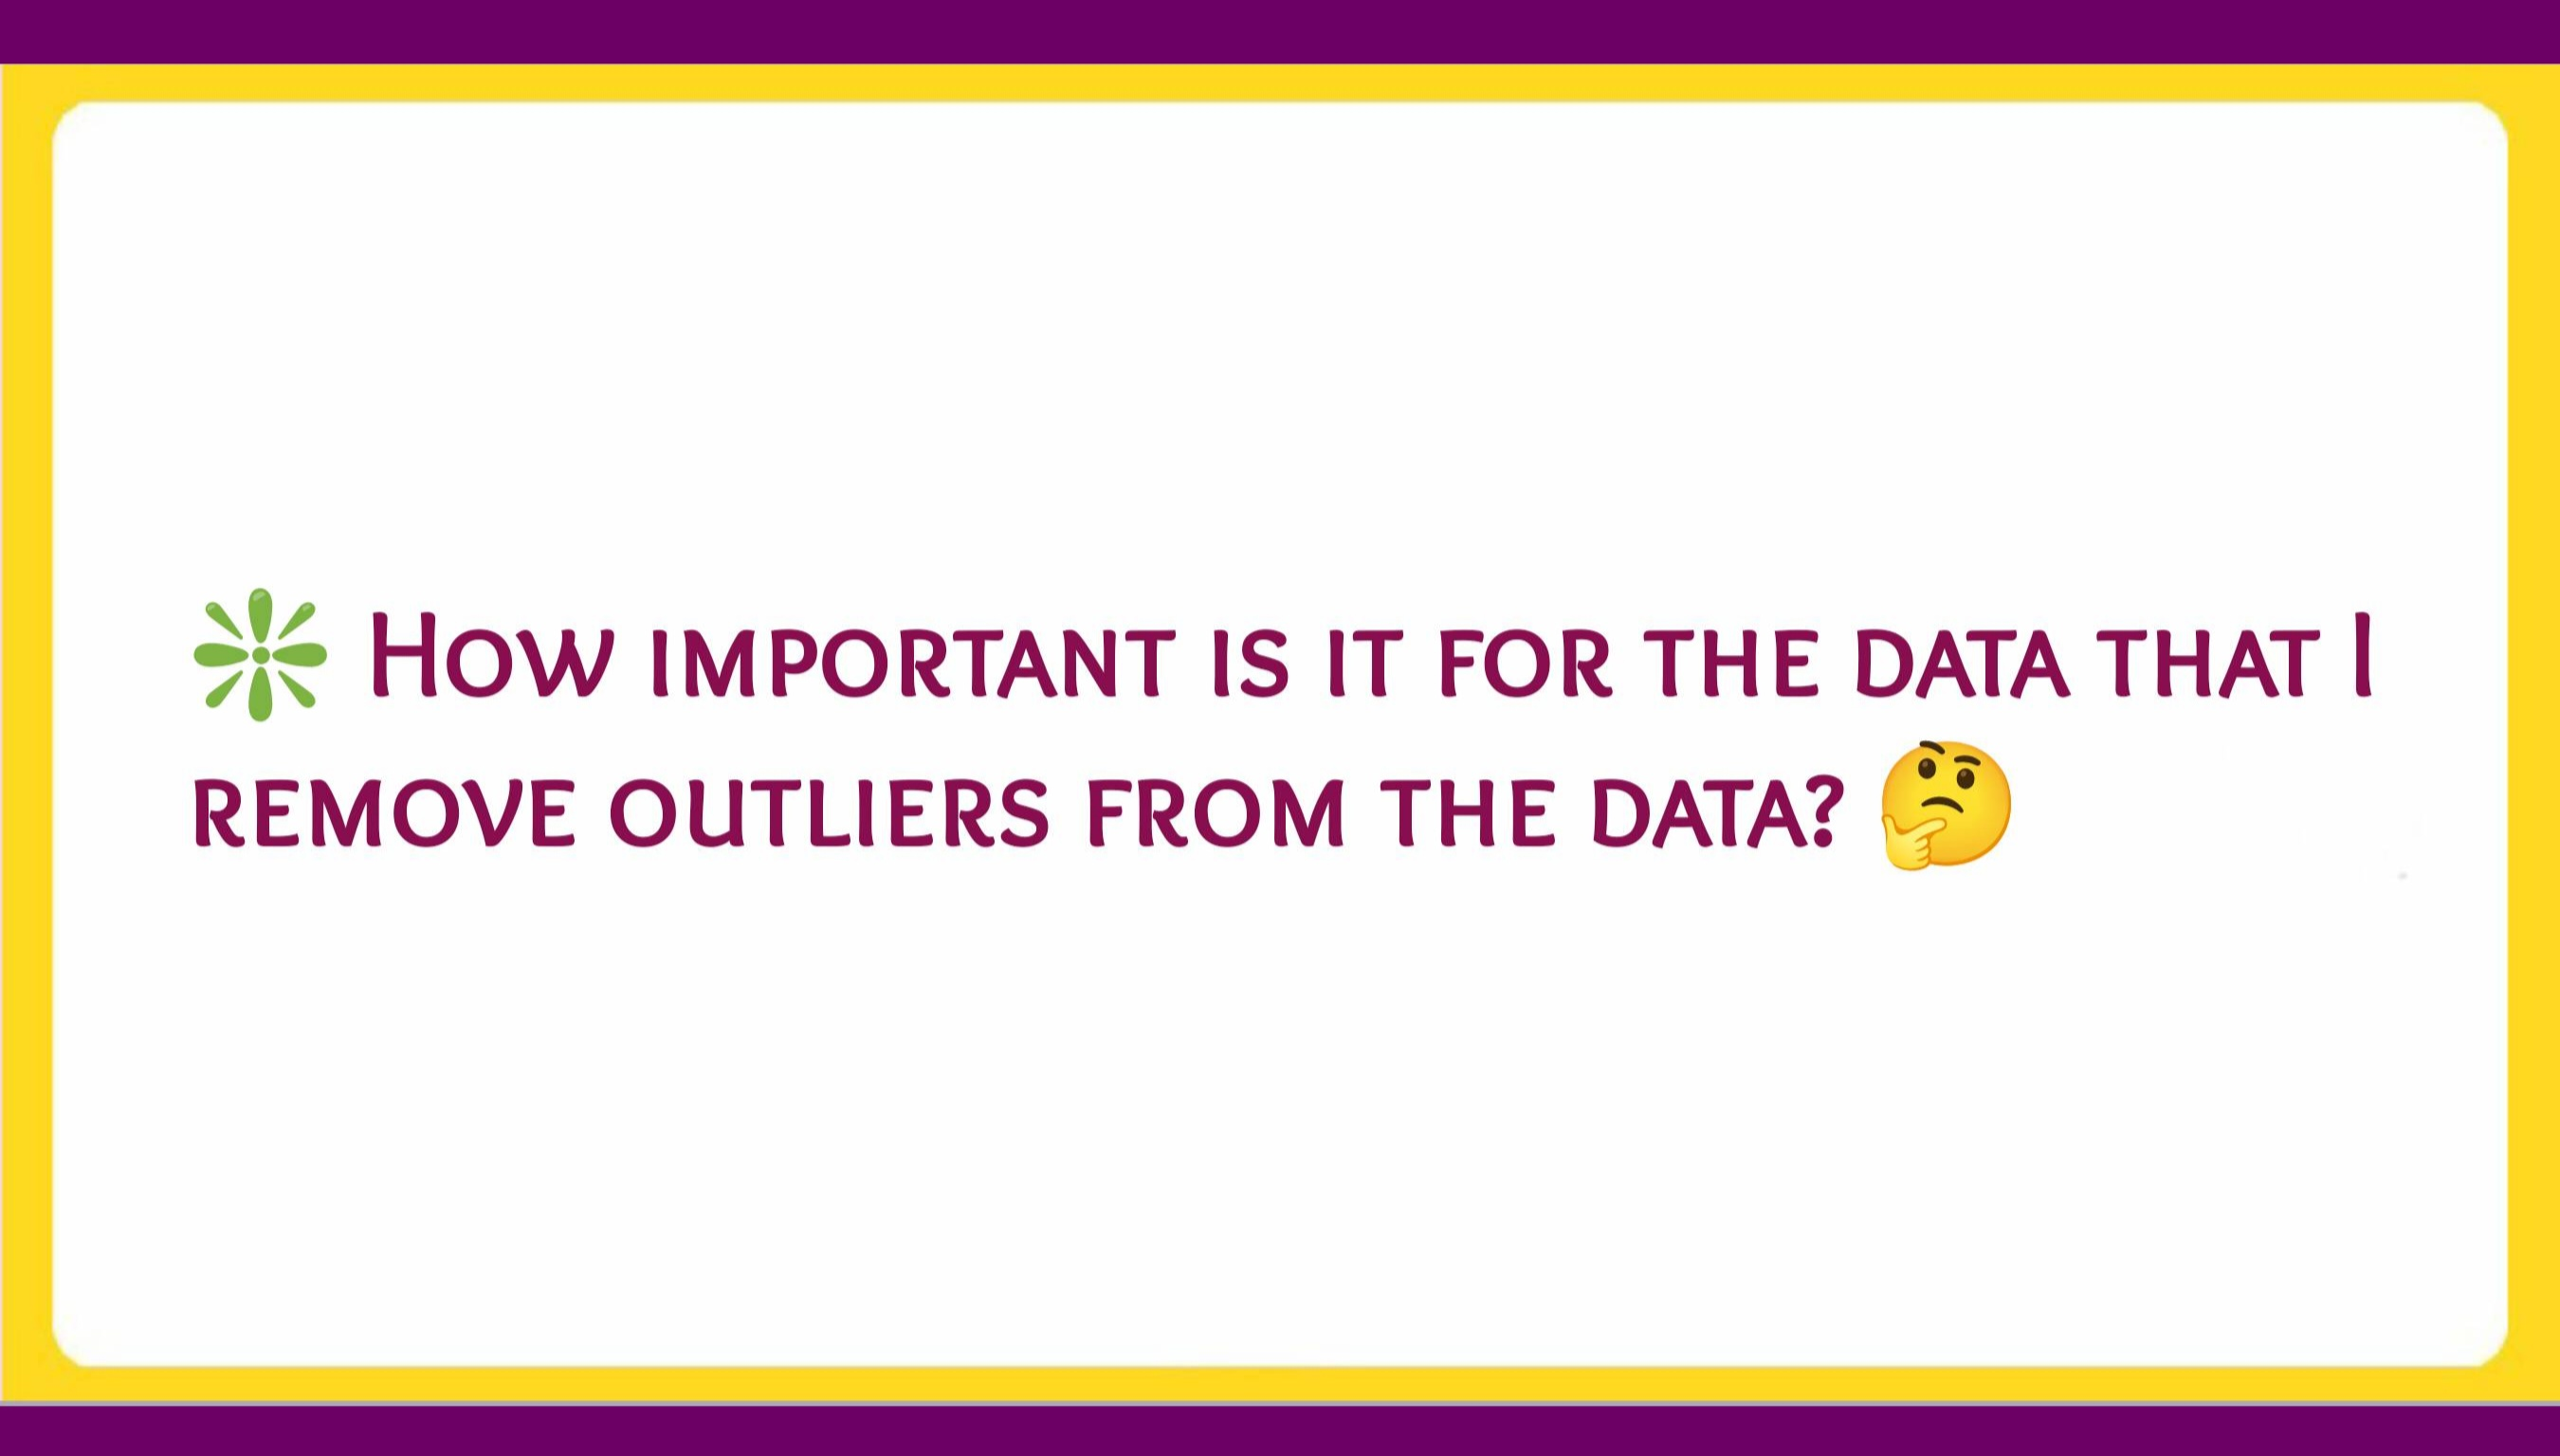 ❇️ How important is it for the data that I
remove outliers from the data? 🤔